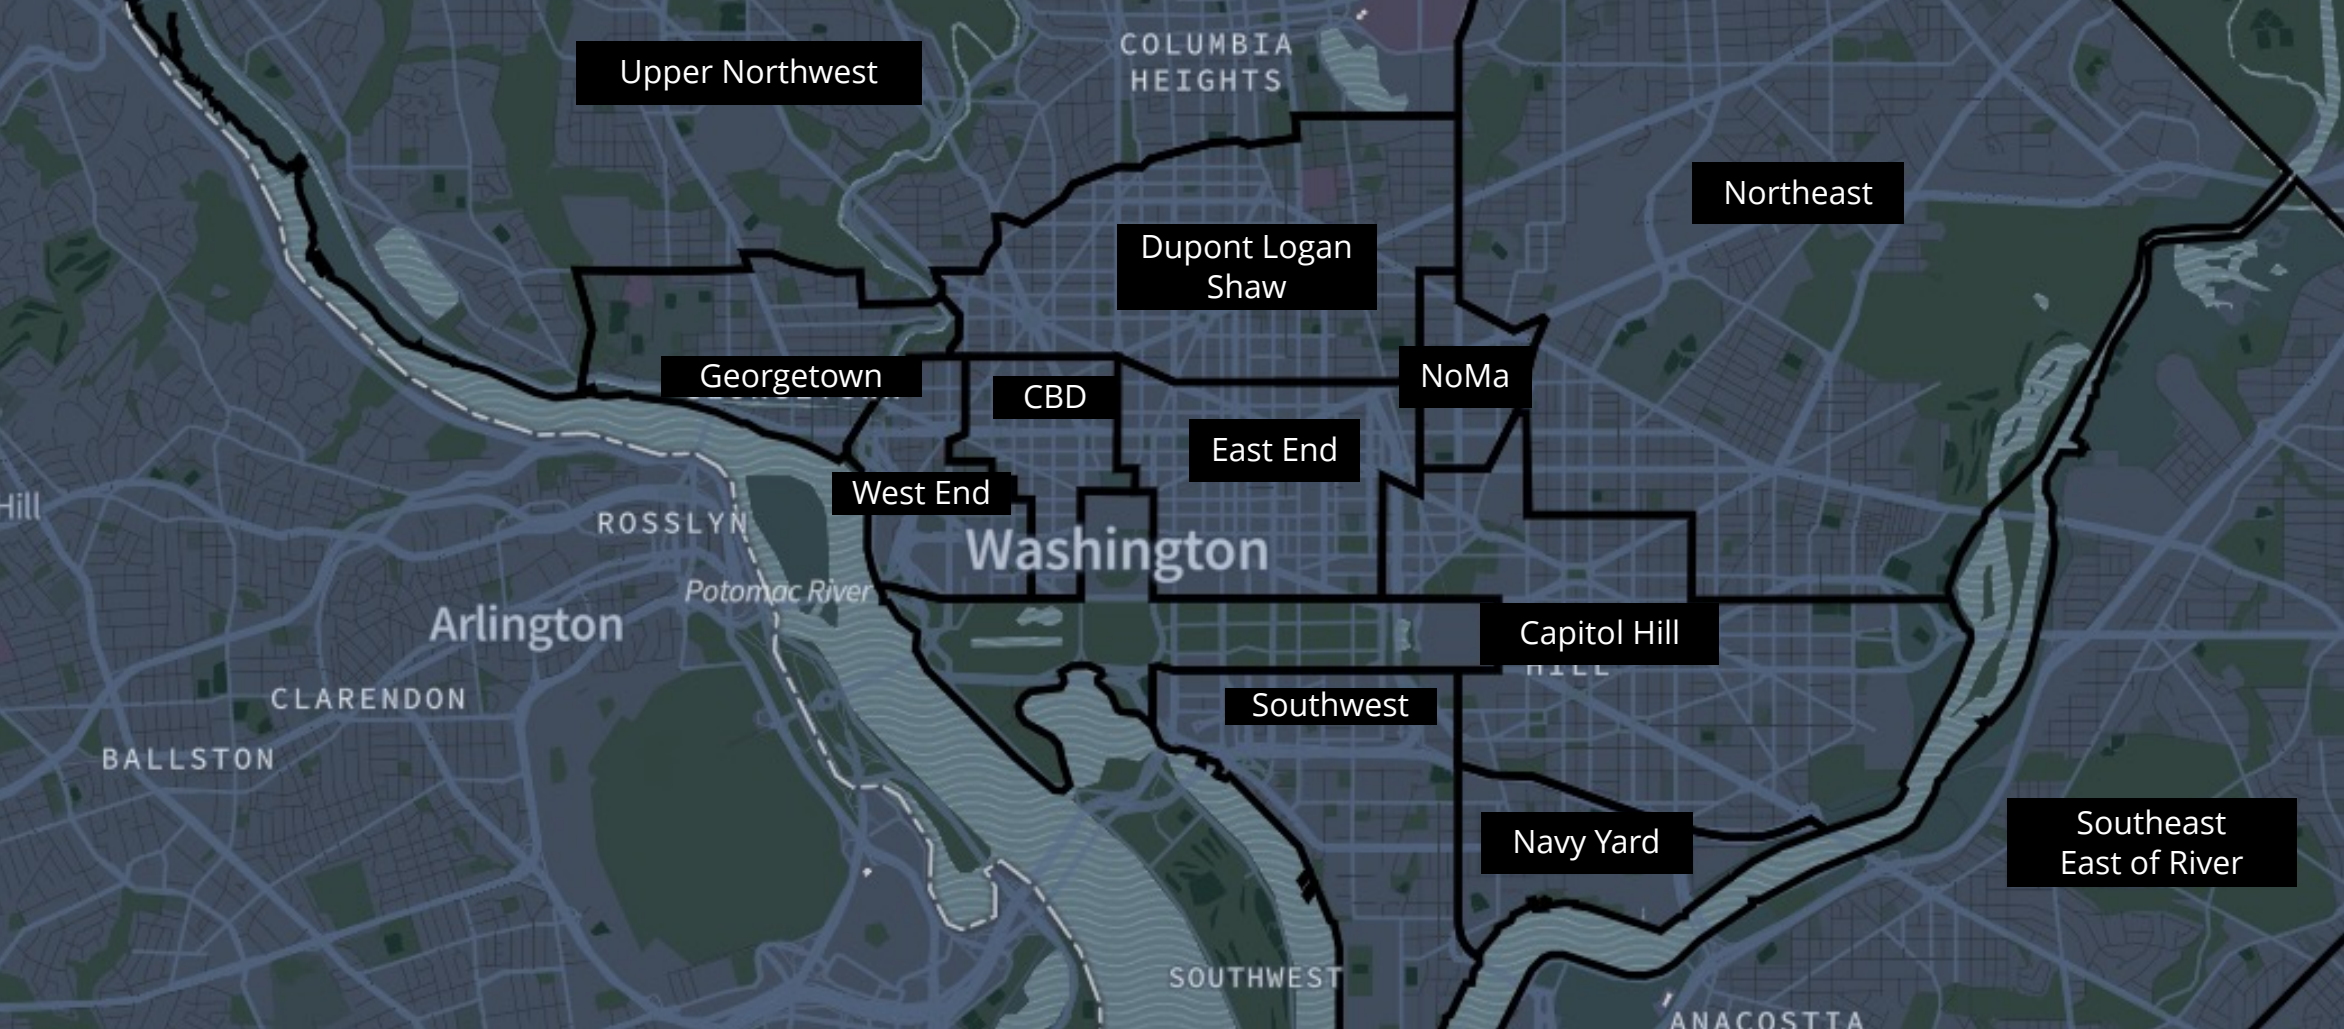 COLUMBIA
HEIGHTS
Upper Northwest
Northeast
Dupont Logan
Shaw
Georgetown
CBD
NoMa
East End
West End
Hill
ROSSLYN
Washington
Potomac River
Arlington
Capitol Hill
HILL
CLARENDON
Southwest
BALLSTON
Navy Yard
Southeast
East of River
SOUTHWEST
ANACOSTIA